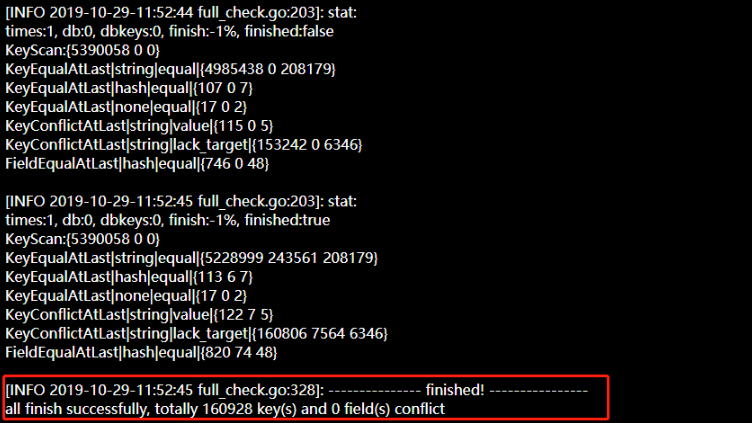 [INFO 2019-10-29-11:52:44 full_check.go:203]: stat:
times:1, db:0, dbkeys:0, finish:-1%, finished:false
KeyScan:{5390058 0 0}
KeyEqualAtLast|string|equal|{4985438 0 208179}
KeyEqualAtLast|hash|equal|{107 0 7}
KeyEqualAtLast|none|equal|{17 0 2}
KeyConflictAtLast|string|value|{115 0 5}
KeyConflictAtLast|string|lack_target|{153242 0 6346}
FieldEqualAtLast|hash|equal|{746 0 48}
[INFO 2019-10-29-11:52:45 full_check.go:203]: stat:
times:1, db:0, dbkeys:0, finish:-1%, finished:true
KeyScan:{5390058 0 0}
KeyEqualAtLast|string|equal|{5228999 243561 208179}
KeyEqualAtLast|hash|equal|{113 6 7}
KeyEqualAtLast|none|equal|{17 0 2}
KeyConflictAtLast|string|value|{122 7 5}
KeyConflictAtLast|string|lack_target|{160806 7564 6346}
FieldEqualAtLast|hash|equal|{820 74 48}
[INFO 2019-10-29-11:52:45 full_check.go:328]: --------------- finished! ----------------
all finish successfully, totally 160928 key(s) and 0 field(s) conflict